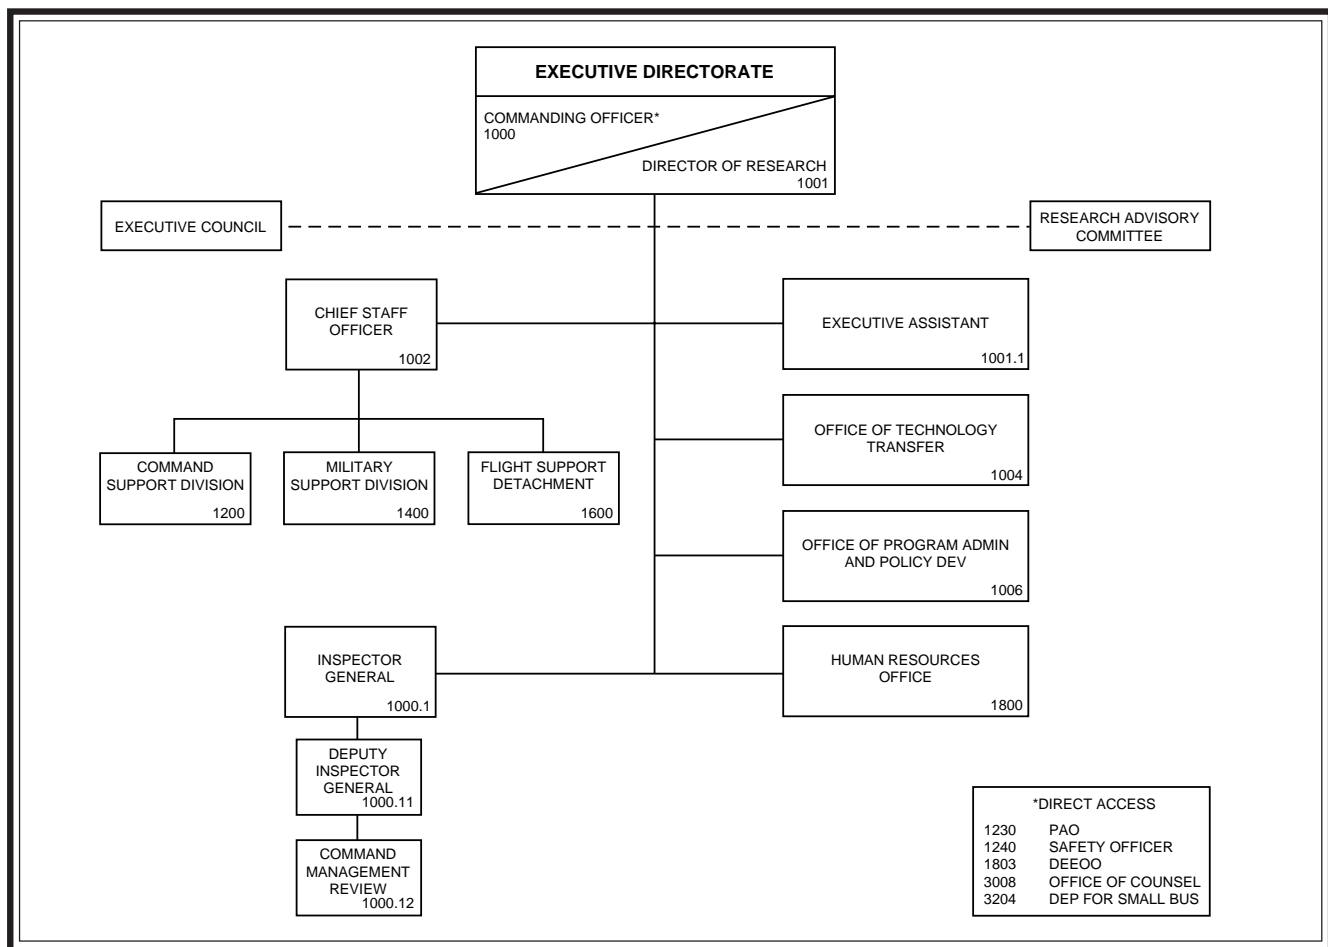 EXECUTIVE DIRECTORATE
COMMANDING OFFICER*
1000
DIRECTOR OF RESEARCH
1001
EXECUTIVE COUNCIL
RESEARCH ADVISORY
COMMITTEE
CHIEF STAFF
OFFICER
1002
EXECUTIVE ASSISTANT
1001.1
OFFICE OF TECHNOLOGY
TRANSFER
1004
COMMAND
SUPPORT DIVISION
1200
MILITARY
SUPPORT DIVISION
1400
FLIGHT SUPPORT
DETACHMENT
1600
OFFICE OF PROGRAM ADMIN
AND POLICY DEV
1006
INSPECTOR
GENERAL
1000.1
HUMAN RESOURCES
OFFICE
1800
DEPUTY
INSPECTOR
GENERAL
1000.11
COMMAND
MANAGEMENT
REVIEW
1000.12
*DIRECT ACCESS
1230 PAO
1240 SAFETY OFFICER
1803 DEEOO
3008 OFFICE OF COUNSEL
3204 DEP FOR SMALL BUS